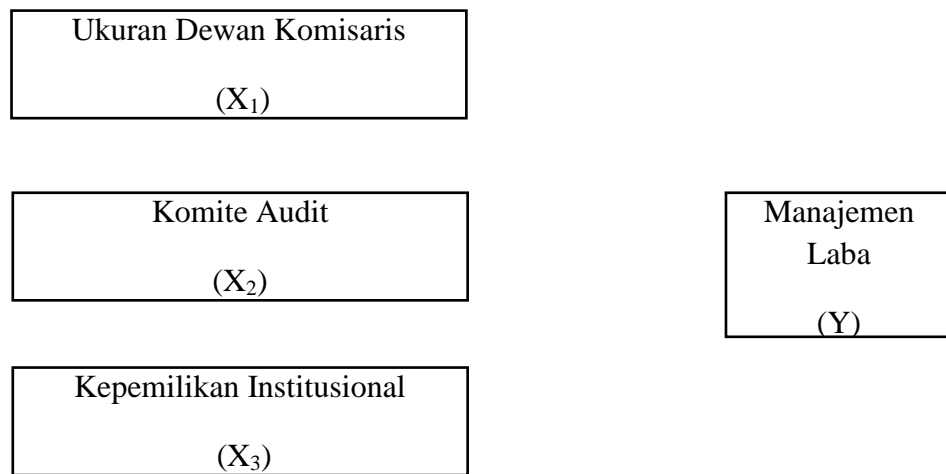 Ukuran Dewan Komisaris
(X₁)
Komite Audit
(X₂)
Kepemilikan Institusional
(X₃)
Manajemen
Laba
(Y)